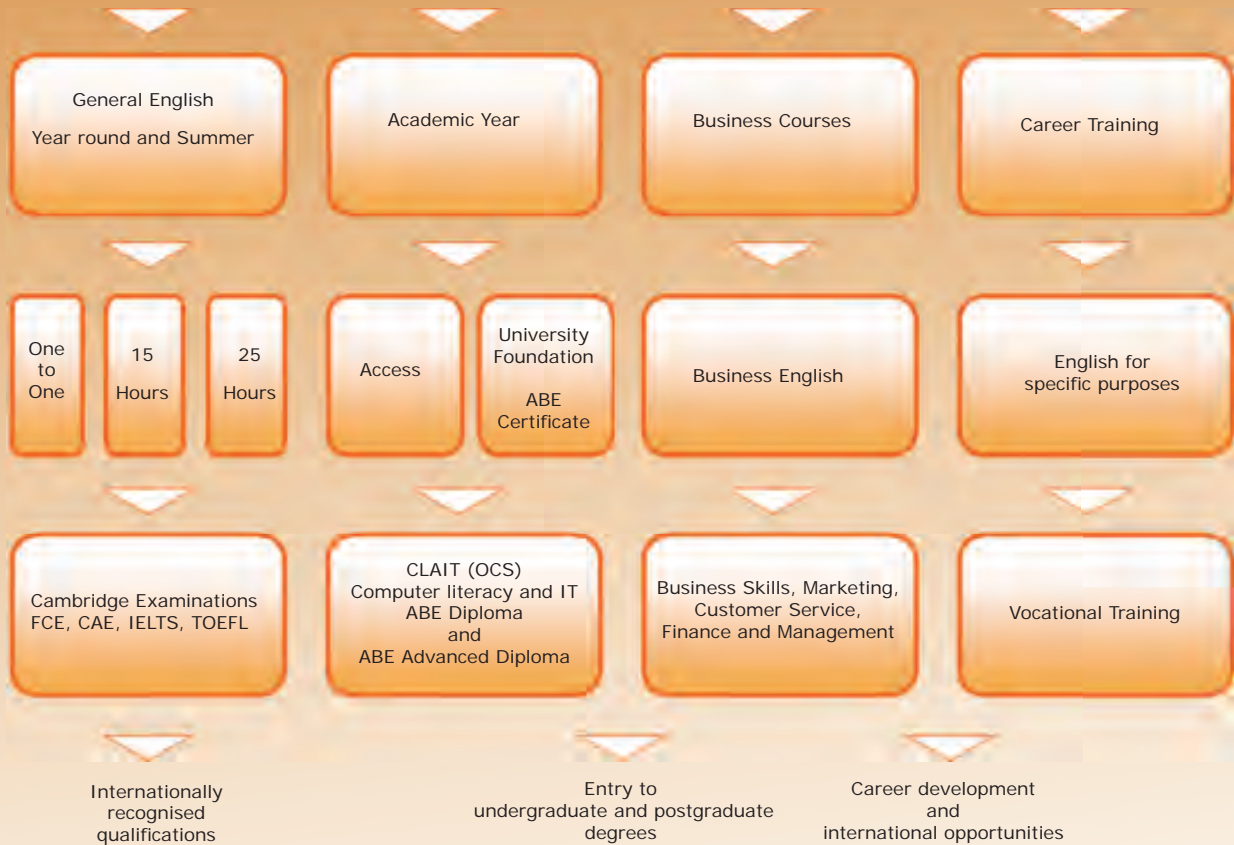 General English
Year round and Summer
Academic Year
Business Courses
Career Training
One
to
One
15
Hours
25
Hours
Access
University
Foundation
ABE
Certificate
Business English
English for
specific purposes
Cambridge Examinations
FCE, CAE, IELTS, TOEFL
CLAIT (OCS)
Computer literacy and IT
ABE Diploma
and
ABE Advanced Diploma
Business Skills, Marketing,
Customer Service,
Finance and Management
Vocational Training
Internationally
recognised
qualifications
Entry to
undergraduate and postgraduate
degrees
Career development
and
international opportunities